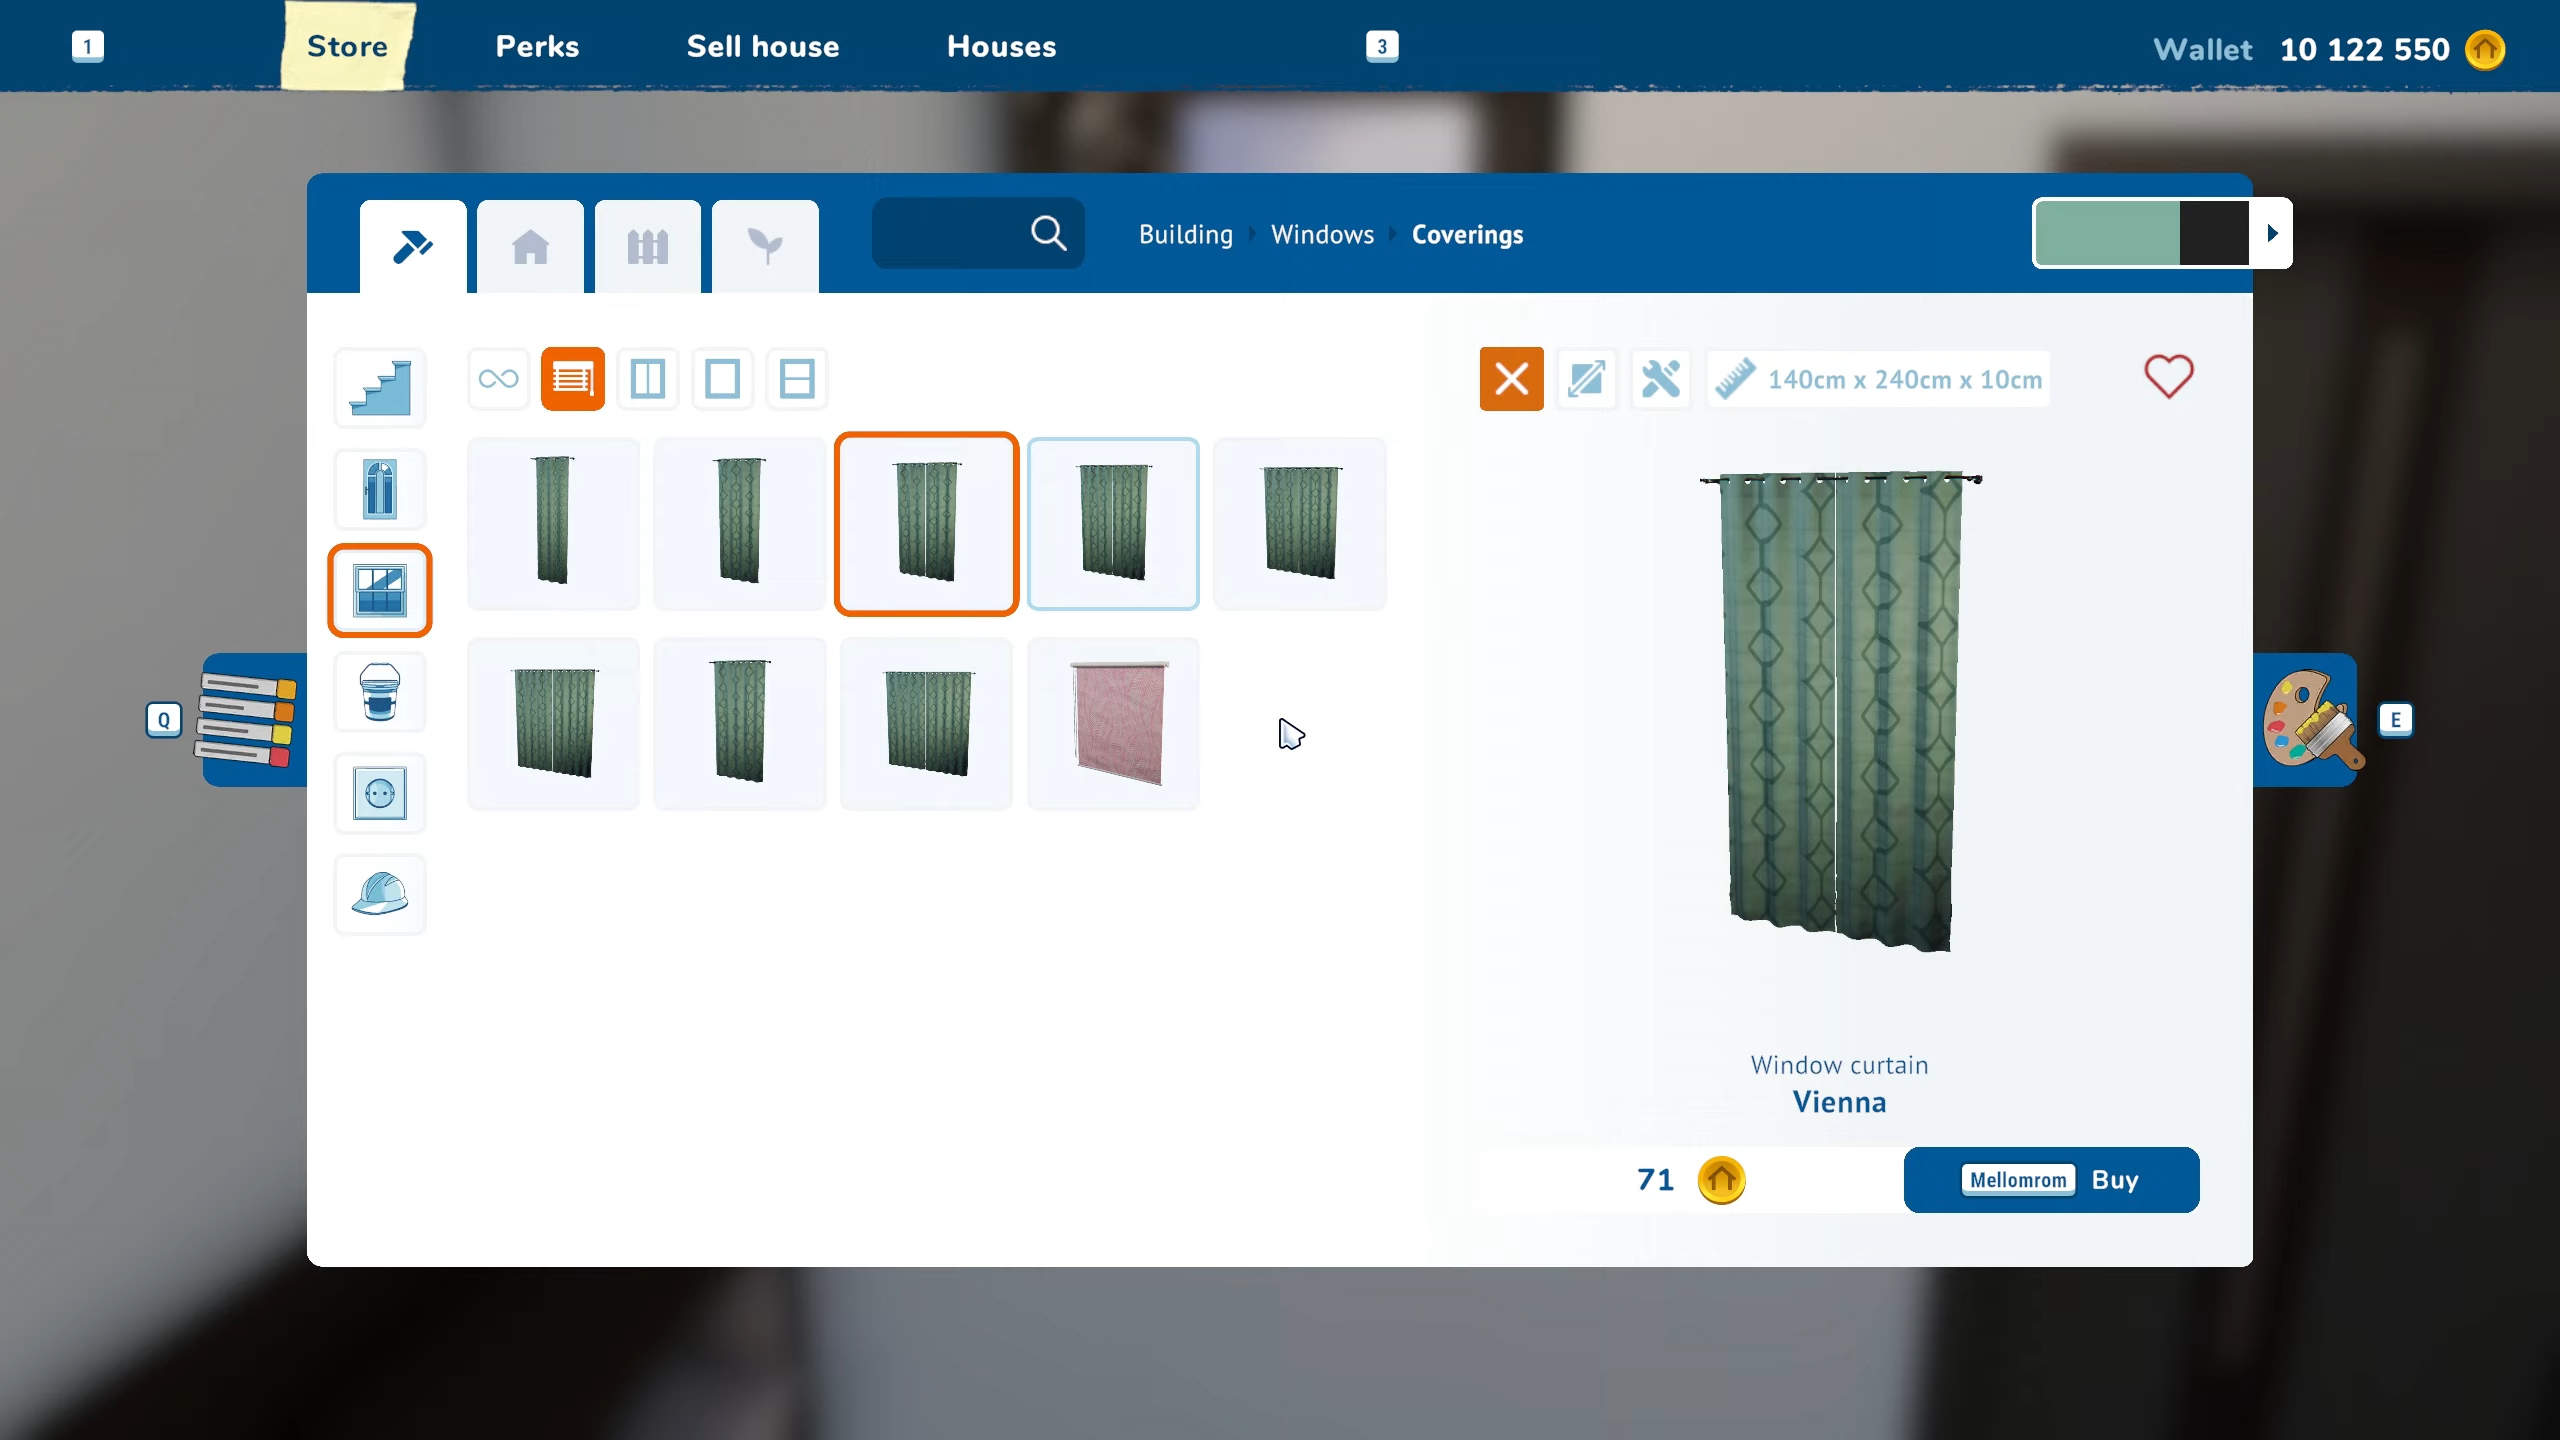 1
Store
Perks
Sell house
Houses
3
Wallet 10 122 550
Building
Windows
Coverings
140cm x 240cm x 10cm
Q
E
Window curtain
Vienna
71
Mellomrom Buy